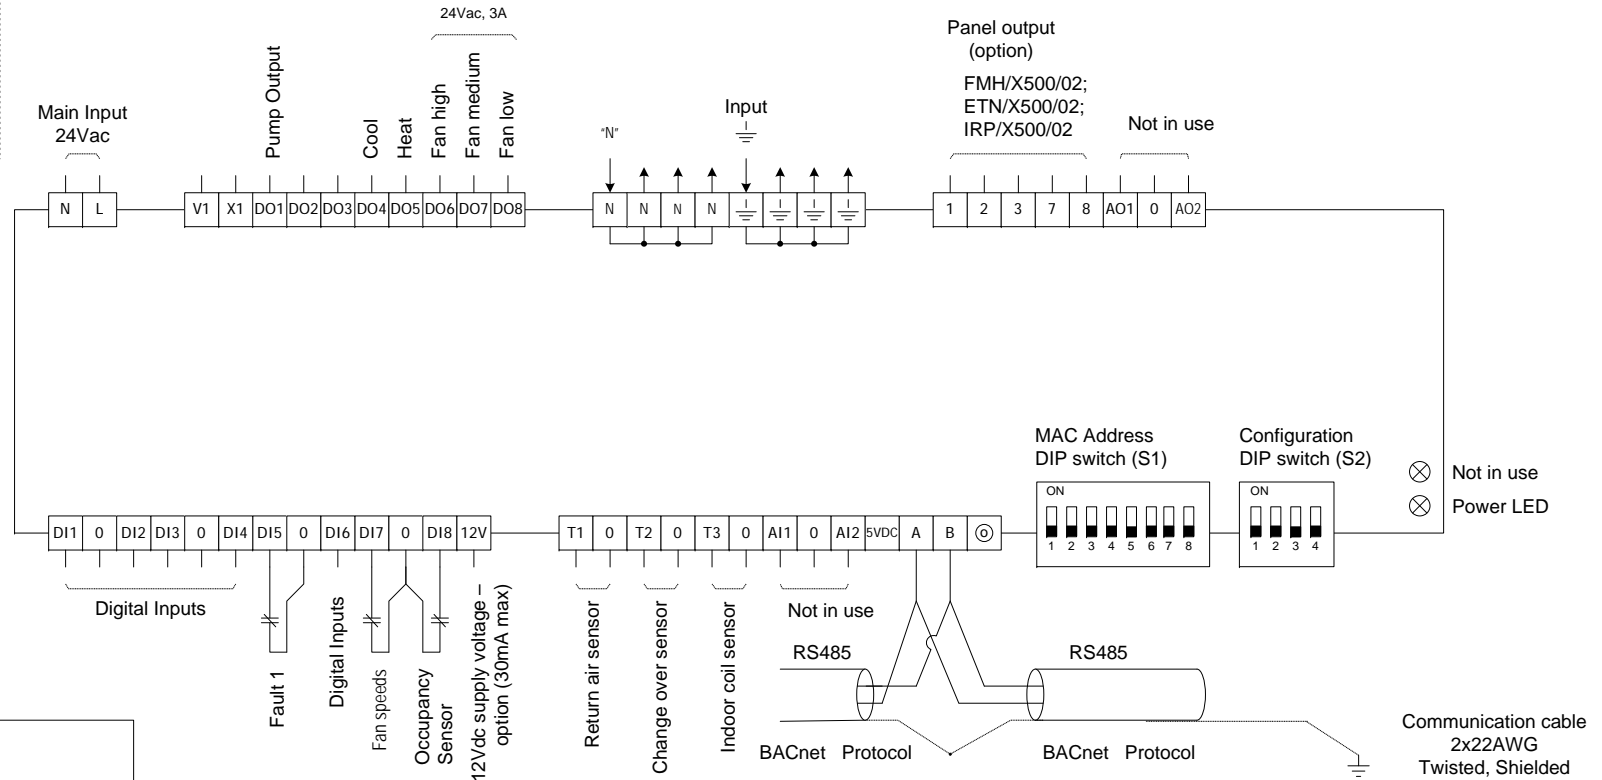 24Vac, 3A
Main Input
24Vac
Pump Output
Cool
Heat
Fan high
Fan medium
Fan low
"N"
Input
Panel output
(option)
FMH/X500/02;
ETN/X500/02;
IRP/X500/02
Not in use
N L
V1 X1 DO1 DO2 DO3 DO4 DO5 DO6 DO7 DO8
N N N N
1 2 3 7 8 AO1 0 AO2
MAC Address
DIP switch (S1)
ON
1 2 3 4 5 6 7 8
Configuration
DIP switch (S2)
ON
1 2 3 4
Not in use
Power LED
DI1 0 DI2 DI3 0 DI4 DI5 0 DI6 DI7 0 DI8 12V
T1 0 T2 0 T3 0 AI1 0 AI2 5VDC A B
Digital Inputs
Fault 1
Digital Inputs
Fan speeds
Occupancy
Sensor
12Vdc supply voltage –
option (30mA max)
Return air sensor
Change over sensor
Indoor coil sensor
Not in use
RS485
RS485
BACnet Protocol
BACnet Protocol
Communication cable
2x22AWG
Twisted, Shielded